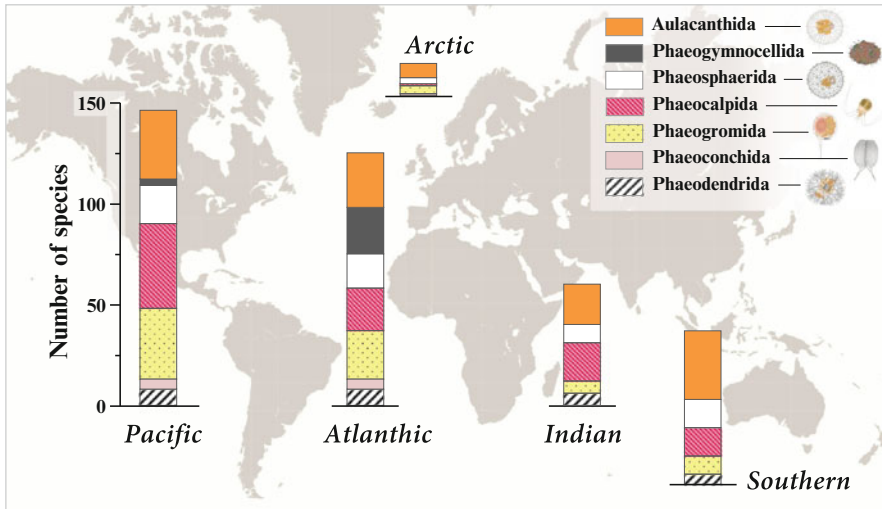 Arctic
Aulacanthida
Phaeogymnocellida
Phaeosphaerida
Phaeocalpida
Phaeogromida
Phaeoconchida
Phaeodendrida
Number of species
150
100
50
0
Pacific
Atlanthic
Indian
Southern